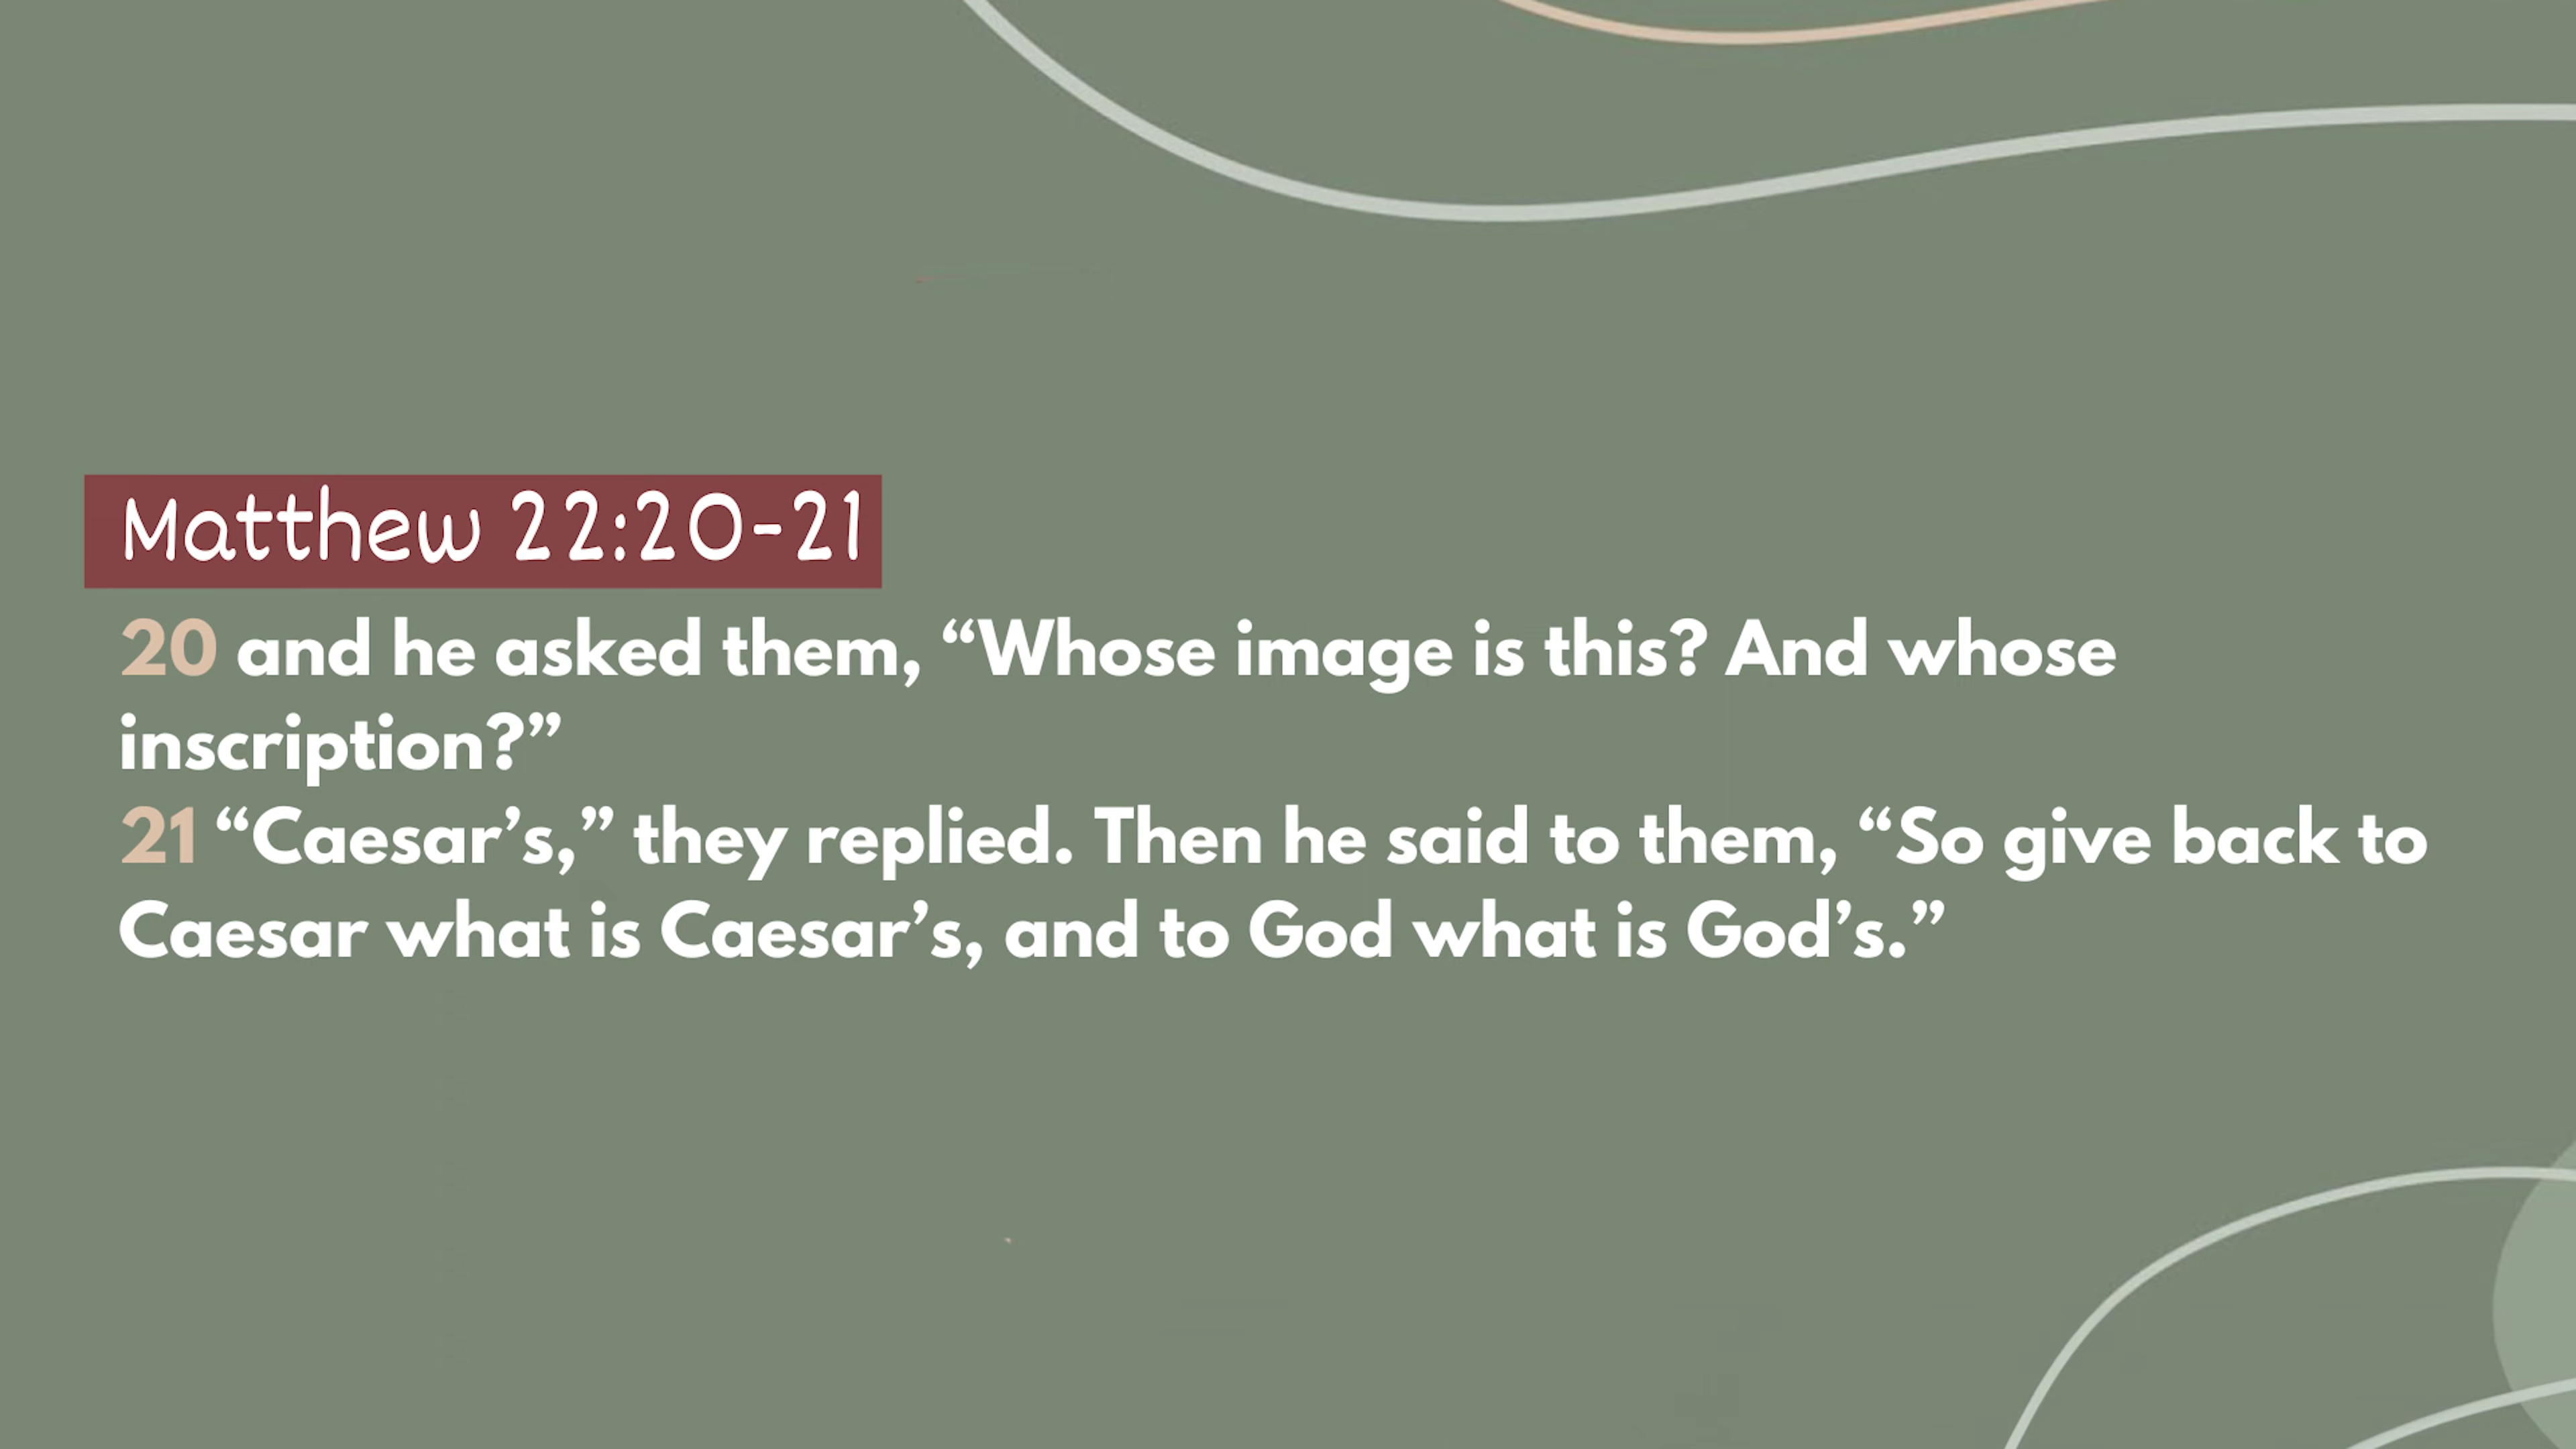 Matthew 22:20-21
20 and he asked them, “Whose image is this? And whose
inscription?”
21 “Caesar’s,” they replied. Then he said to them, “So give back to
Caesar what is Caesar’s, and to God what is God’s.”